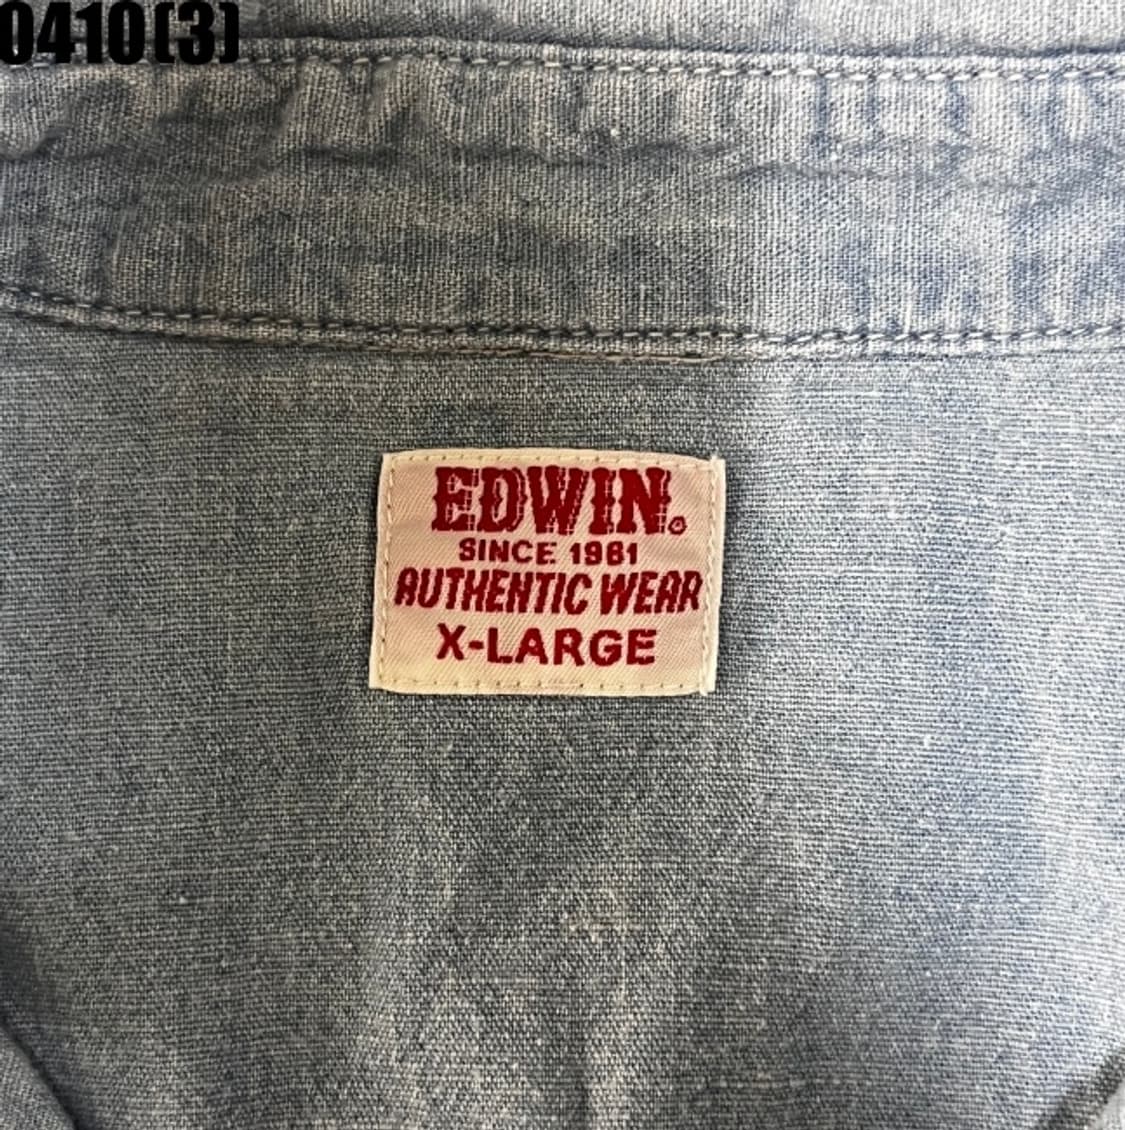 0410(3)
EDWIN®
SINCE 1961
AUTHENTIC WEAR
X-LARGE